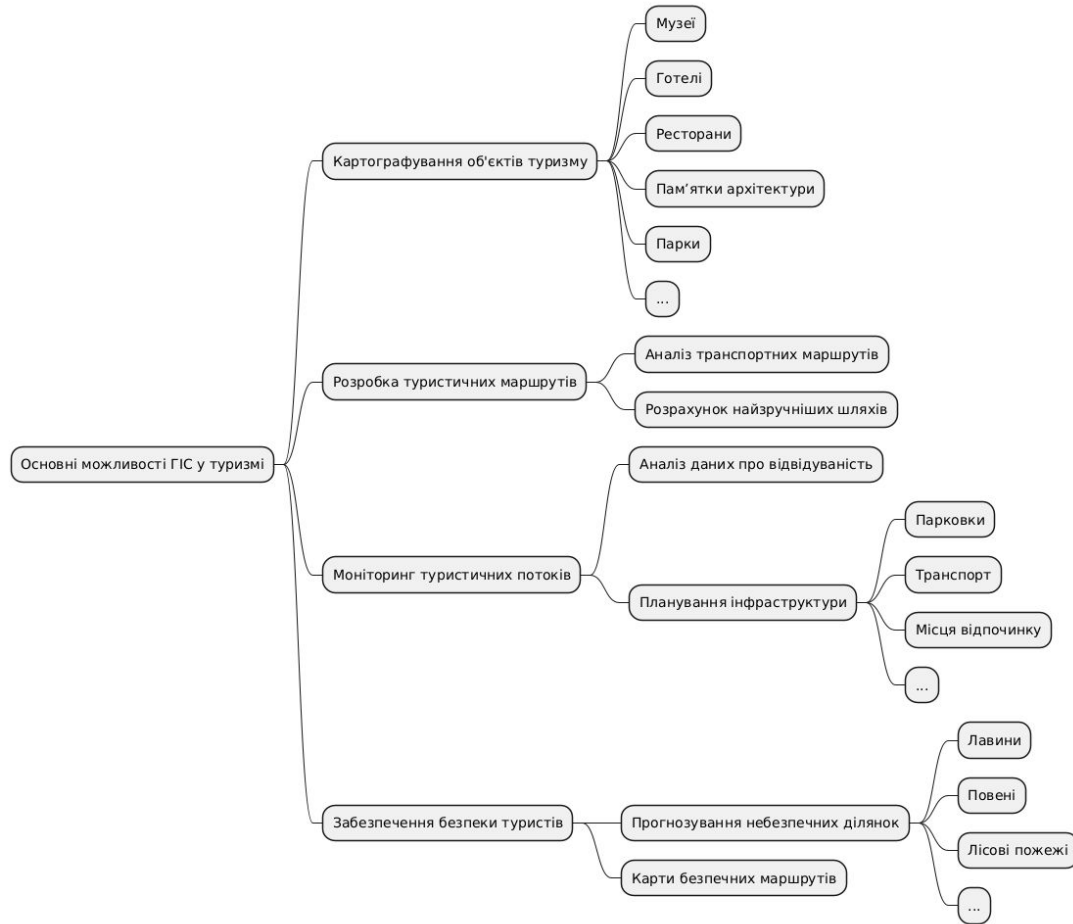 Основні можливості ГІС у туризмі
Картографування об'єктів туризму
Музеї
Готелі
Ресторани
Пам’ятки архітектури
Парки
...
Розробка туристичних маршрутів
Аналіз транспортних маршрутів
Розрахунок найзручніших шляхів
Моніторинг туристичних потоків
Аналіз даних про відвідуваність
Планування інфраструктури
Парковки
Транспорт
Місця відпочинку
...
Забезпечення безпеки туристів
Прогнозування небезпечних ділянок
Лавини
Повені
Лісові пожежі
...
Карти безпечних маршрутів